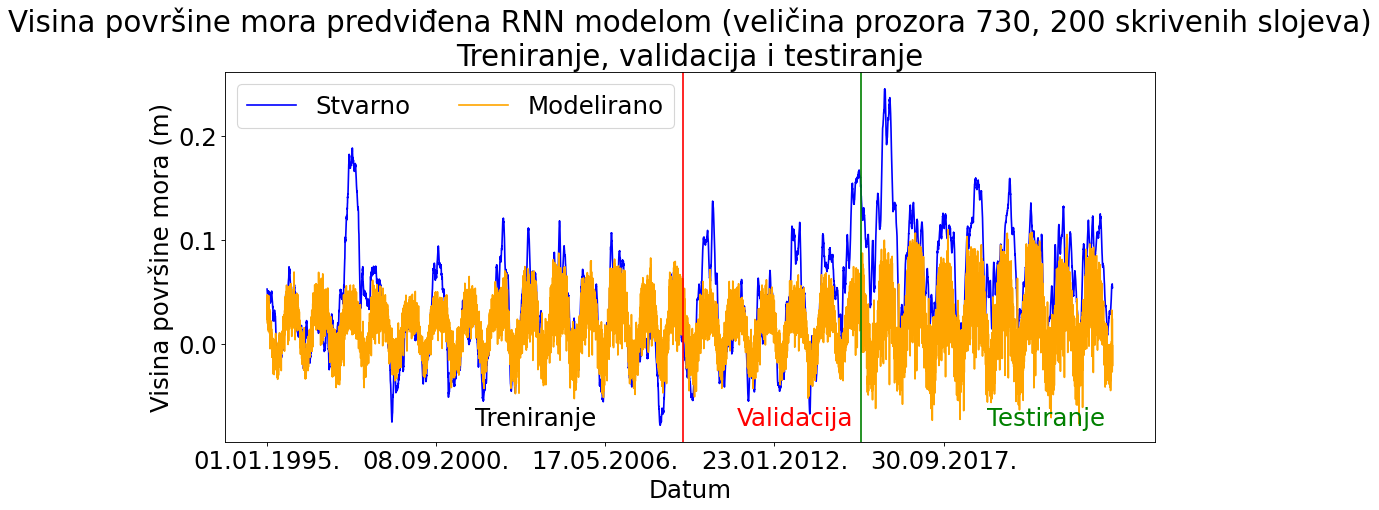 Visina površine mora predviđena RNN modelom (veličina prozora 730, 200 skrivenih slojeva)
Treniranje, validacija i testiranje
Stvarno
Modelirano
Visina površine mora (m)
0.2
0.1
0.0
Treniranje
Validacija
Testiranje
01.01.1995.
08.09.2000.
17.05.2006.
23.01.2012.
30.09.2017.
Datum